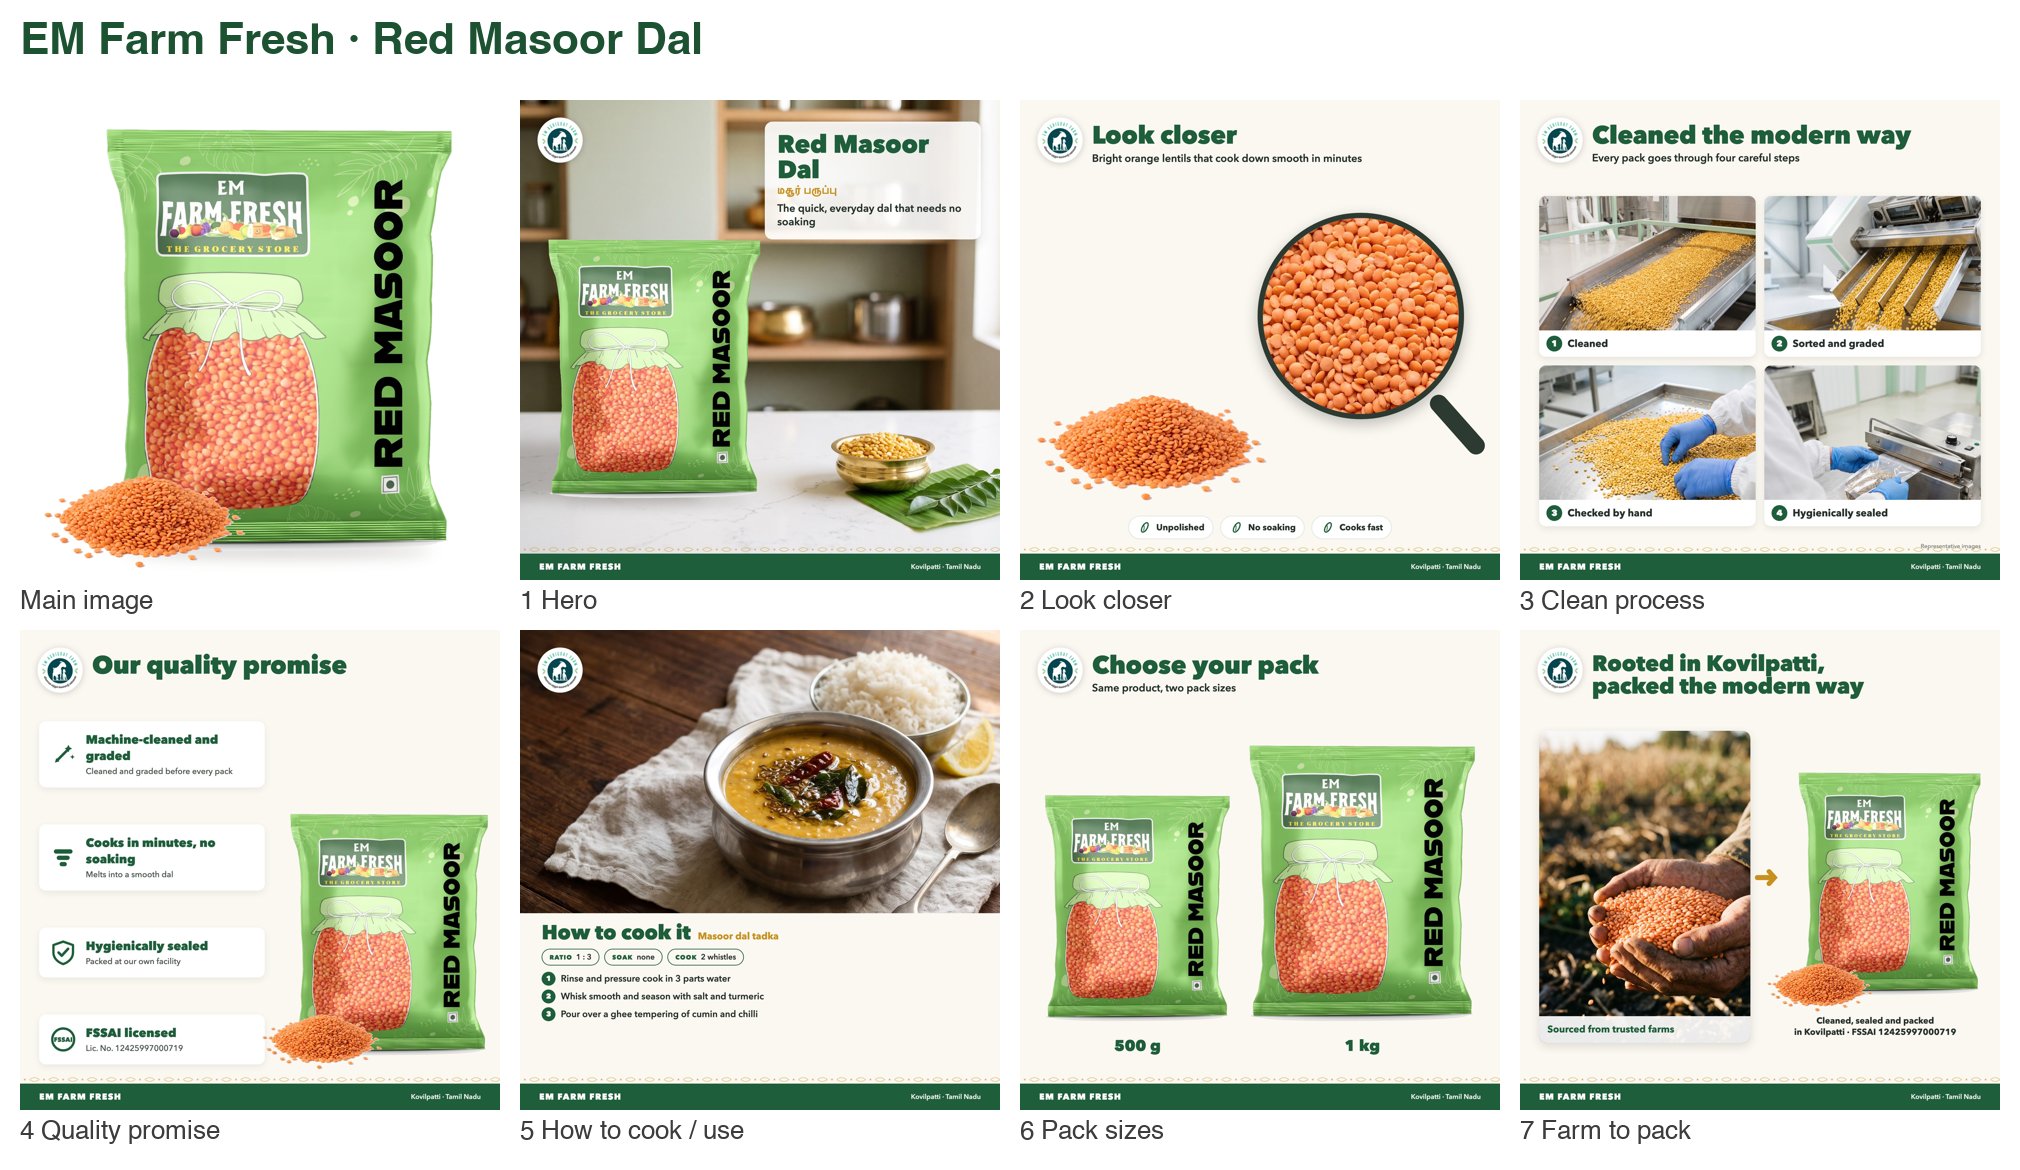 EM Farm Fresh · Red Masoor Dal
EM
FARM FRESH
THE GROCERY STORE
RED MASOOR
Main image
Red Masoor
Dal
மசூர் பருப்பு
The quick, everyday dal that needs no
soaking
EM
FARM FRESH
THE GROCERY STORE
RED MASOOR
EM FARM FRESH
Kovilpatti · Tamil Nadu
1 Hero
Look closer
Bright orange lentils that cook down smooth in minutes
Unpolished
No soaking
Cooks fast
EM FARM FRESH
Kovilpatti · Tamil Nadu
2 Look closer
Cleaned the modern way
Every pack goes through four careful steps
1 Cleaned
2 Sorted and graded
3 Checked by hand
4 Hygienically sealed
Representative images
EM FARM FRESH
Kovilpatti · Tamil Nadu
3 Clean process
Our quality promise
Machine-cleaned and
graded
Cleaned and graded before every pack
Cooks in minutes, no
soaking
Melts into a smooth dal
Hygienically sealed
Packed at our own facility
FSSAI
FSSAI licensed
Lic. No. 12425997000719
EM
FARM FRESH
THE GROCERY STORE
RED MASOOR
EM FARM FRESH
Kovilpatti · Tamil Nadu
4 Quality promise
How to cook it Masoor dal tadka
RATIO 1 : 3
SOAK none
COOK 2 whistles
1 Rinse and pressure cook in 3 parts water
2 Whisk smooth and season with salt and turmeric
3 Pour over a ghee tempering of cumin and chilli
EM FARM FRESH
Kovilpatti · Tamil Nadu
5 How to cook / use
Choose your pack
Same product, two pack sizes
EM
FARM FRESH
THE GROCERY STORE
RED MASOOR
EM
FARM FRESH
THE GROCERY STORE
RED MASOOR
500 g
1 kg
EM FARM FRESH
Kovilpatti · Tamil Nadu
6 Pack sizes
Rooted in Kovilpatti,
packed the modern way
Sourced from trusted farms
EM
FARM FRESH
THE GROCERY STORE
RED MASOOR
Cleaned, sealed and packed
in Kovilpatti · FSSAI 12425997000719
EM FARM FRESH
Kovilpatti · Tamil Nadu
7 Farm to pack